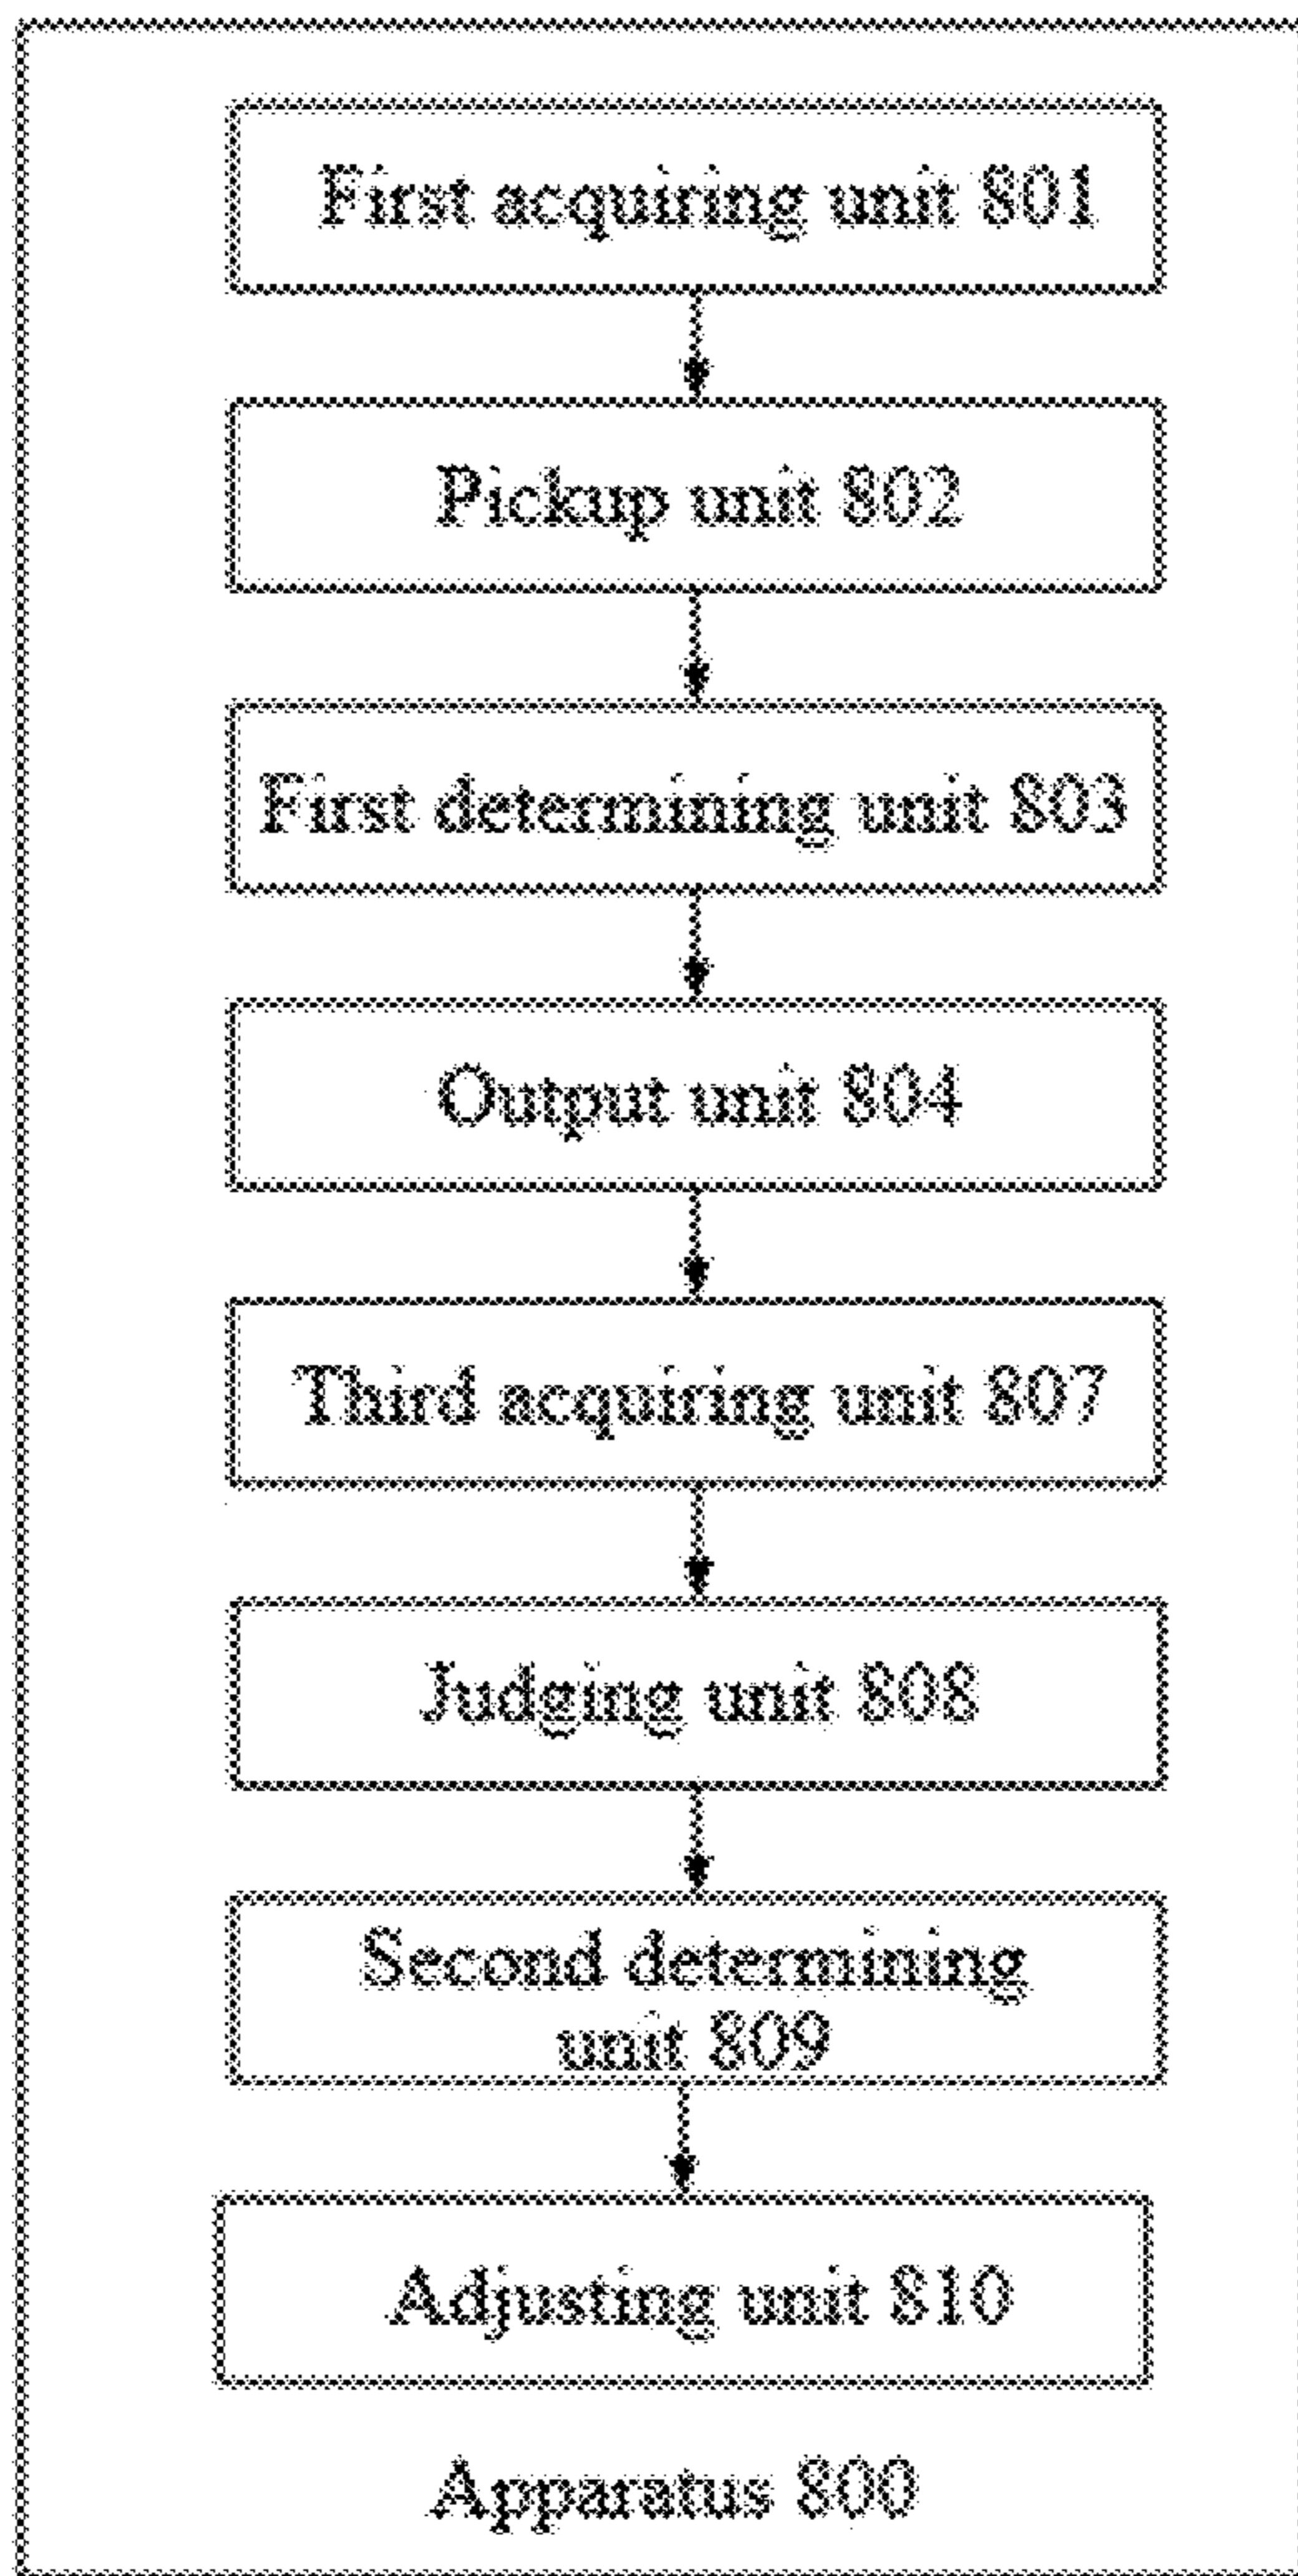 First acquiring unit 801
Pickup unit 802
First determining unit 803
Output unit 804
Third acquiring unit 807
Judging unit 808
Second determining
unit 809
Adjusting unit 810
Apparatus 800